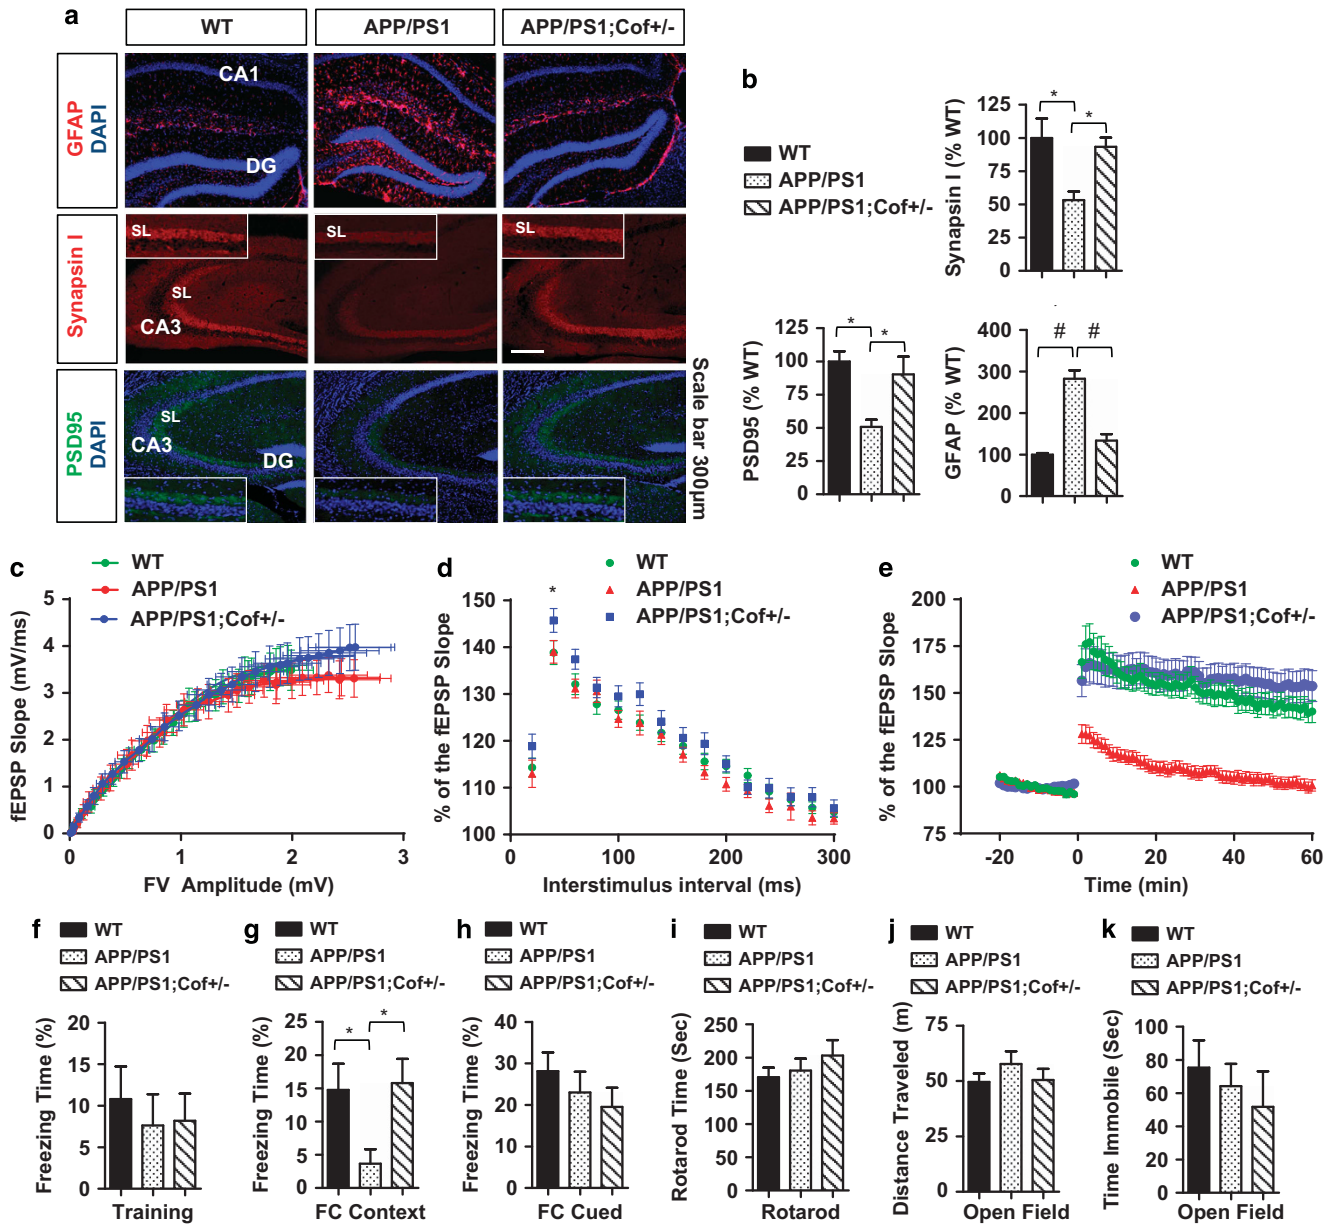 a
WT
APP/PS1
APP/PS1;Cof+/-
GFAP
DAPI
CA1
DG
Synapsin I
SL
SL
SL
SL
CA3
PSD95
DAPI
SL
CA3
DG
Scale bar 300µm
b
WT
APP/PS1
APP/PS1;Cof+/-
Synapsin I (% WT)
125
100
75
50
25
0
*
*
PSD95 (% WT)
125
100
75
50
25
0
*
*
GFAP (% WT)
400
300
200
100
0
#
#
c
WT
APP/PS1
APP/PS1;Cof+/-
fEPSP Slope (mV/ms)
5
4
3
2
1
0
0
1
2
3
FV Amplitude (mV)
d
WT
APP/PS1
APP/PS1;Cof+/-
*
% of the fEPSP Slope
150
140
130
120
110
100
0
100
200
300
Interstimulus interval (ms)
e
WT
APP/PS1
APP/PS1;Cof+/-
% of the fEPSP Slope
200
175
150
125
100
75
-20
0
20
40
60
Time (min)
f
WT
APP/PS1
APP/PS1;Cof+/-
Freezing Time (%)
20
15
10
5
0
Training
g
WT
APP/PS1
APP/PS1;Cof+/-
Freezing Time (%)
25
20
15
10
5
0
*
*
FC Context
h
WT
APP/PS1
APP/PS1;Cof+/-
Freezing Time (%)
40
30
20
10
0
FC Cued
i
WT
APP/PS1
APP/PS1;Cof+/-
Rotarod Time (Sec)
250
200
150
100
50
0
Rotarod
j
WT
APP/PS1
APP/PS1;Cof+/-
Distance Traveled (m)
75
50
25
0
Open Field
k
WT
APP/PS1
APP/PS1;Cof+/-
Time Immobile (Sec)
100
80
60
40
20
0
Open Field